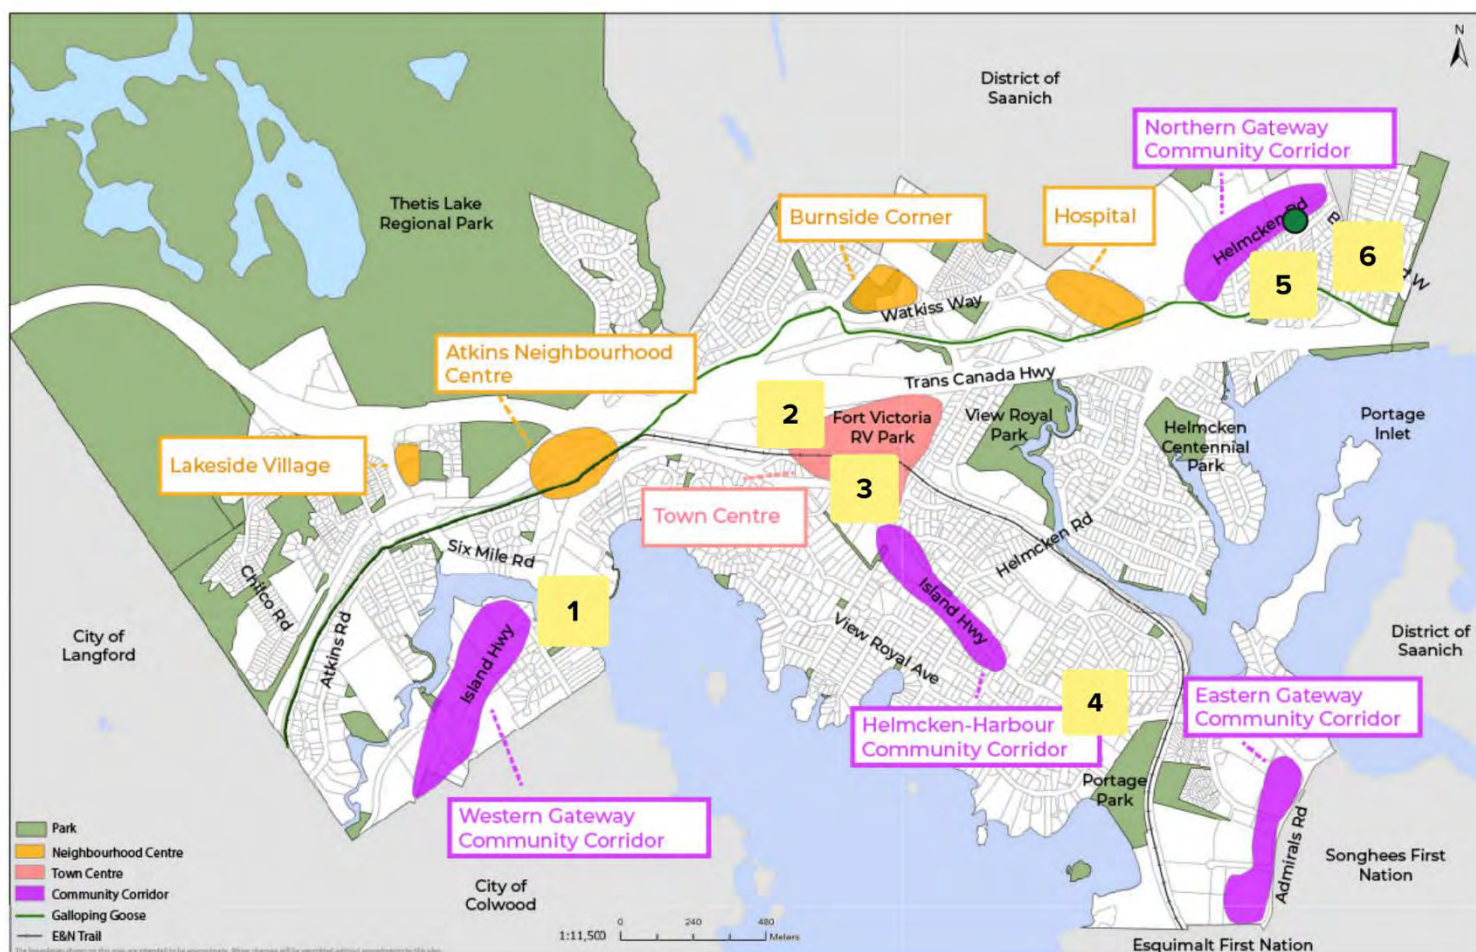 N
District of
Saanich
Northern Gateway
Community Corridor
Thetis Lake
Regional Park
Burnside Corner
Hospital
Helmcken Rd
6
5
W
Watkiss Way
Atkins Neighbourhood
Centre
Trans Canada Hwy
2
Fort Victoria
RV Park
View Royal
Park
Helmcken
Centennial
Park
Portage
Inlet
Lakeside Village
3
Town Centre
Six Mile Rd
Helmcken Rd
Chilco Rd
1
Island Hwy
City of
Langford
Atkins Rd
Island Hwy
View Royal Ave
District of
Saanich
4
Eastern Gateway
Community Corridor
Helmcken-Harbour
Community Corridor
Portage
Park
Western Gateway
Community Corridor
Admirals Rd
Songhees First
Nation
City of
Colwood
Park
Neighbourhood Centre
Town Centre
Community Corridor
Galloping Goose
E&N Trail
1:11,500
0 240 480
Meters
Esquimalt First Nation